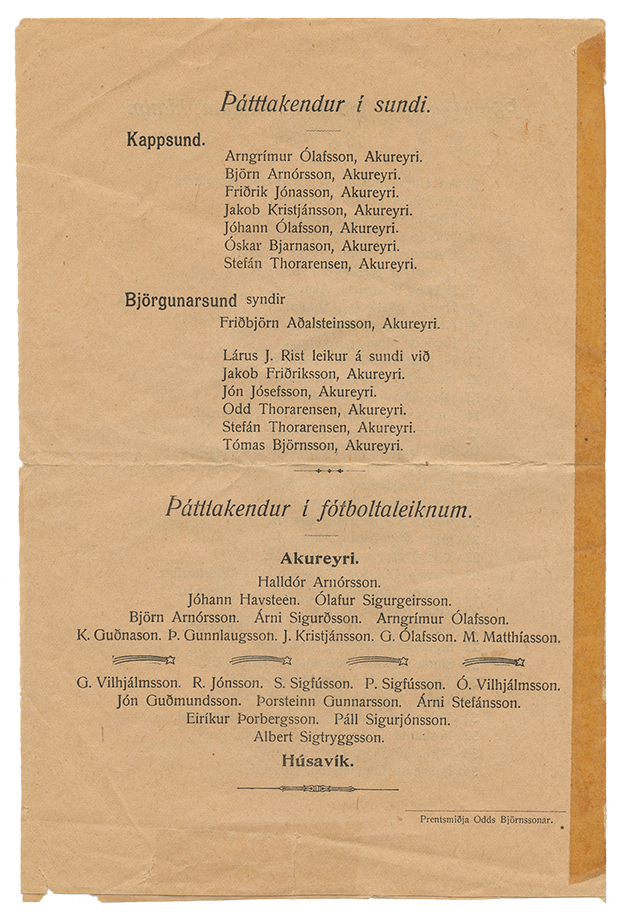 Þátttakendur í sundi.
Kappsund.
Arngrímur Ólafsson, Akureyri.
Björn Arnórsson, Akureyri.
Friðrik Jónasson, Akureyri.
Jakob Kristjánsson, Akureyri.
Jóhann Ólafsson, Akureyri.
Óskar Bjarnason, Akureyri.
Stefán Thorarensen, Akureyri.
Björgunarsund syndir
Friðbjörn Aðalsteinsson, Akureyri.
Lárus J. Rist leikur á sundi við
Jakob Friðriksson, Akureyri.
Jón Jósefsson, Akureyri.
Odd Thorarensen, Akureyri.
Stefán Thorarensen, Akureyri.
Tómas Björnsson, Akureyri.
Þátttakendur í fótboltaleiknum.
Akureyri.
Halldór Arnórsson.
Jóhann Havsteen. Ólafur Sigurgeirsson.
Björn Arnórsson. Árni Sigurðsson. Arngrímur Ólafsson.
K. Guðnason. Þ. Gunnlaugsson. J. Kristjánsson. G. Ólafsson. M. Matthíasson.
G. Vilhjálmsson. R. Jónsson. S. Sigfússon. P. Sigfússon. Ó. Vilhjálmsson.
Jón Guðmundsson. Þorsteinn Gunnarsson. Árni Stefánsson.
Eiríkur Þorbergsson. Páll Sigurjónsson.
Albert Sigtryggsson.
Húsavík.
Prentsmiðja Odds Björnssonar.